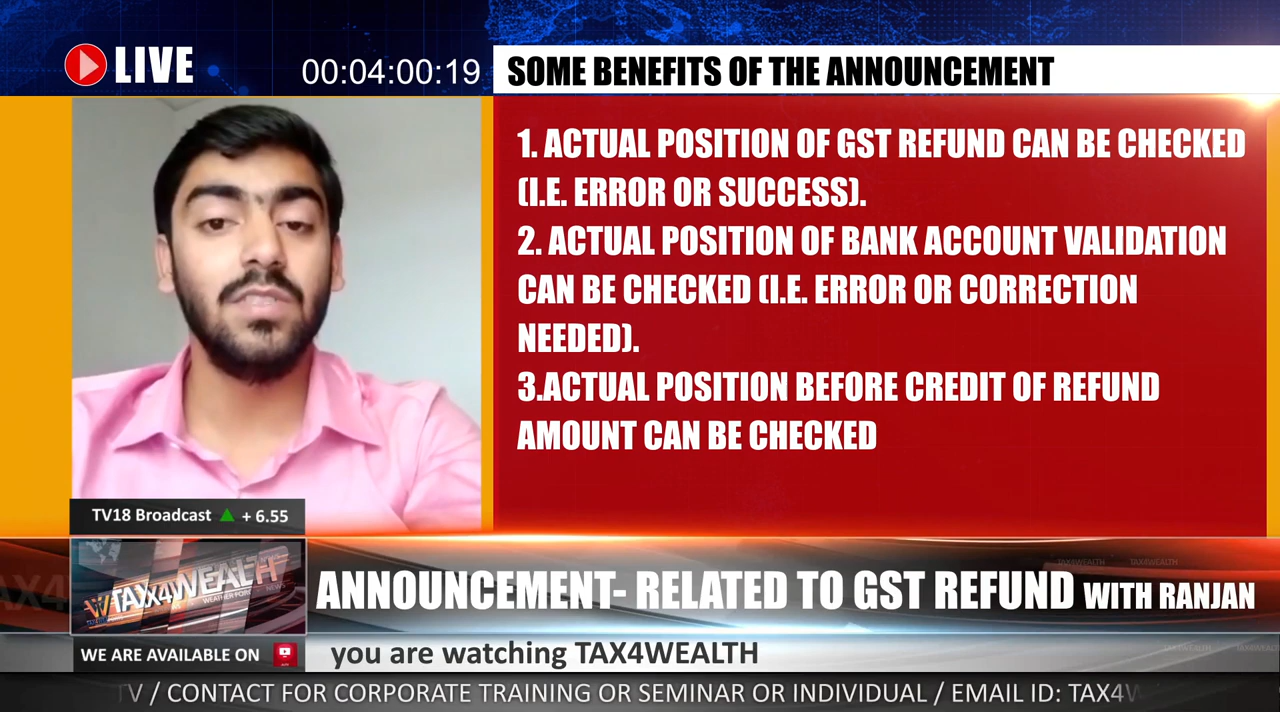 LIVE
00:04:00:19
SOME BENEFITS OF THE ANNOUNCEMENT
1. ACTUAL POSITION OF GST REFUND CAN BE CHECKED
(I.E. ERROR OR SUCCESS).
2. ACTUAL POSITION OF BANK ACCOUNT VALIDATION
CAN BE CHECKED (I.E. ERROR OR CORRECTION
NEEDED).
3.ACTUAL POSITION BEFORE CREDIT OF REFUND
AMOUNT CAN BE CHECKED
TV18 Broadcast ▲ + 6.55
TAX4WEALTH
ANNOUNCEMENT- RELATED TO GST REFUND WITH RANJAN
WE ARE AVAILABLE ON
you are watching TAX4WEALTH
TV / CONTACT FOR CORPORATE TRAINING OR SEMINAR OR INDIVIDUAL / EMAIL ID: TAX4W